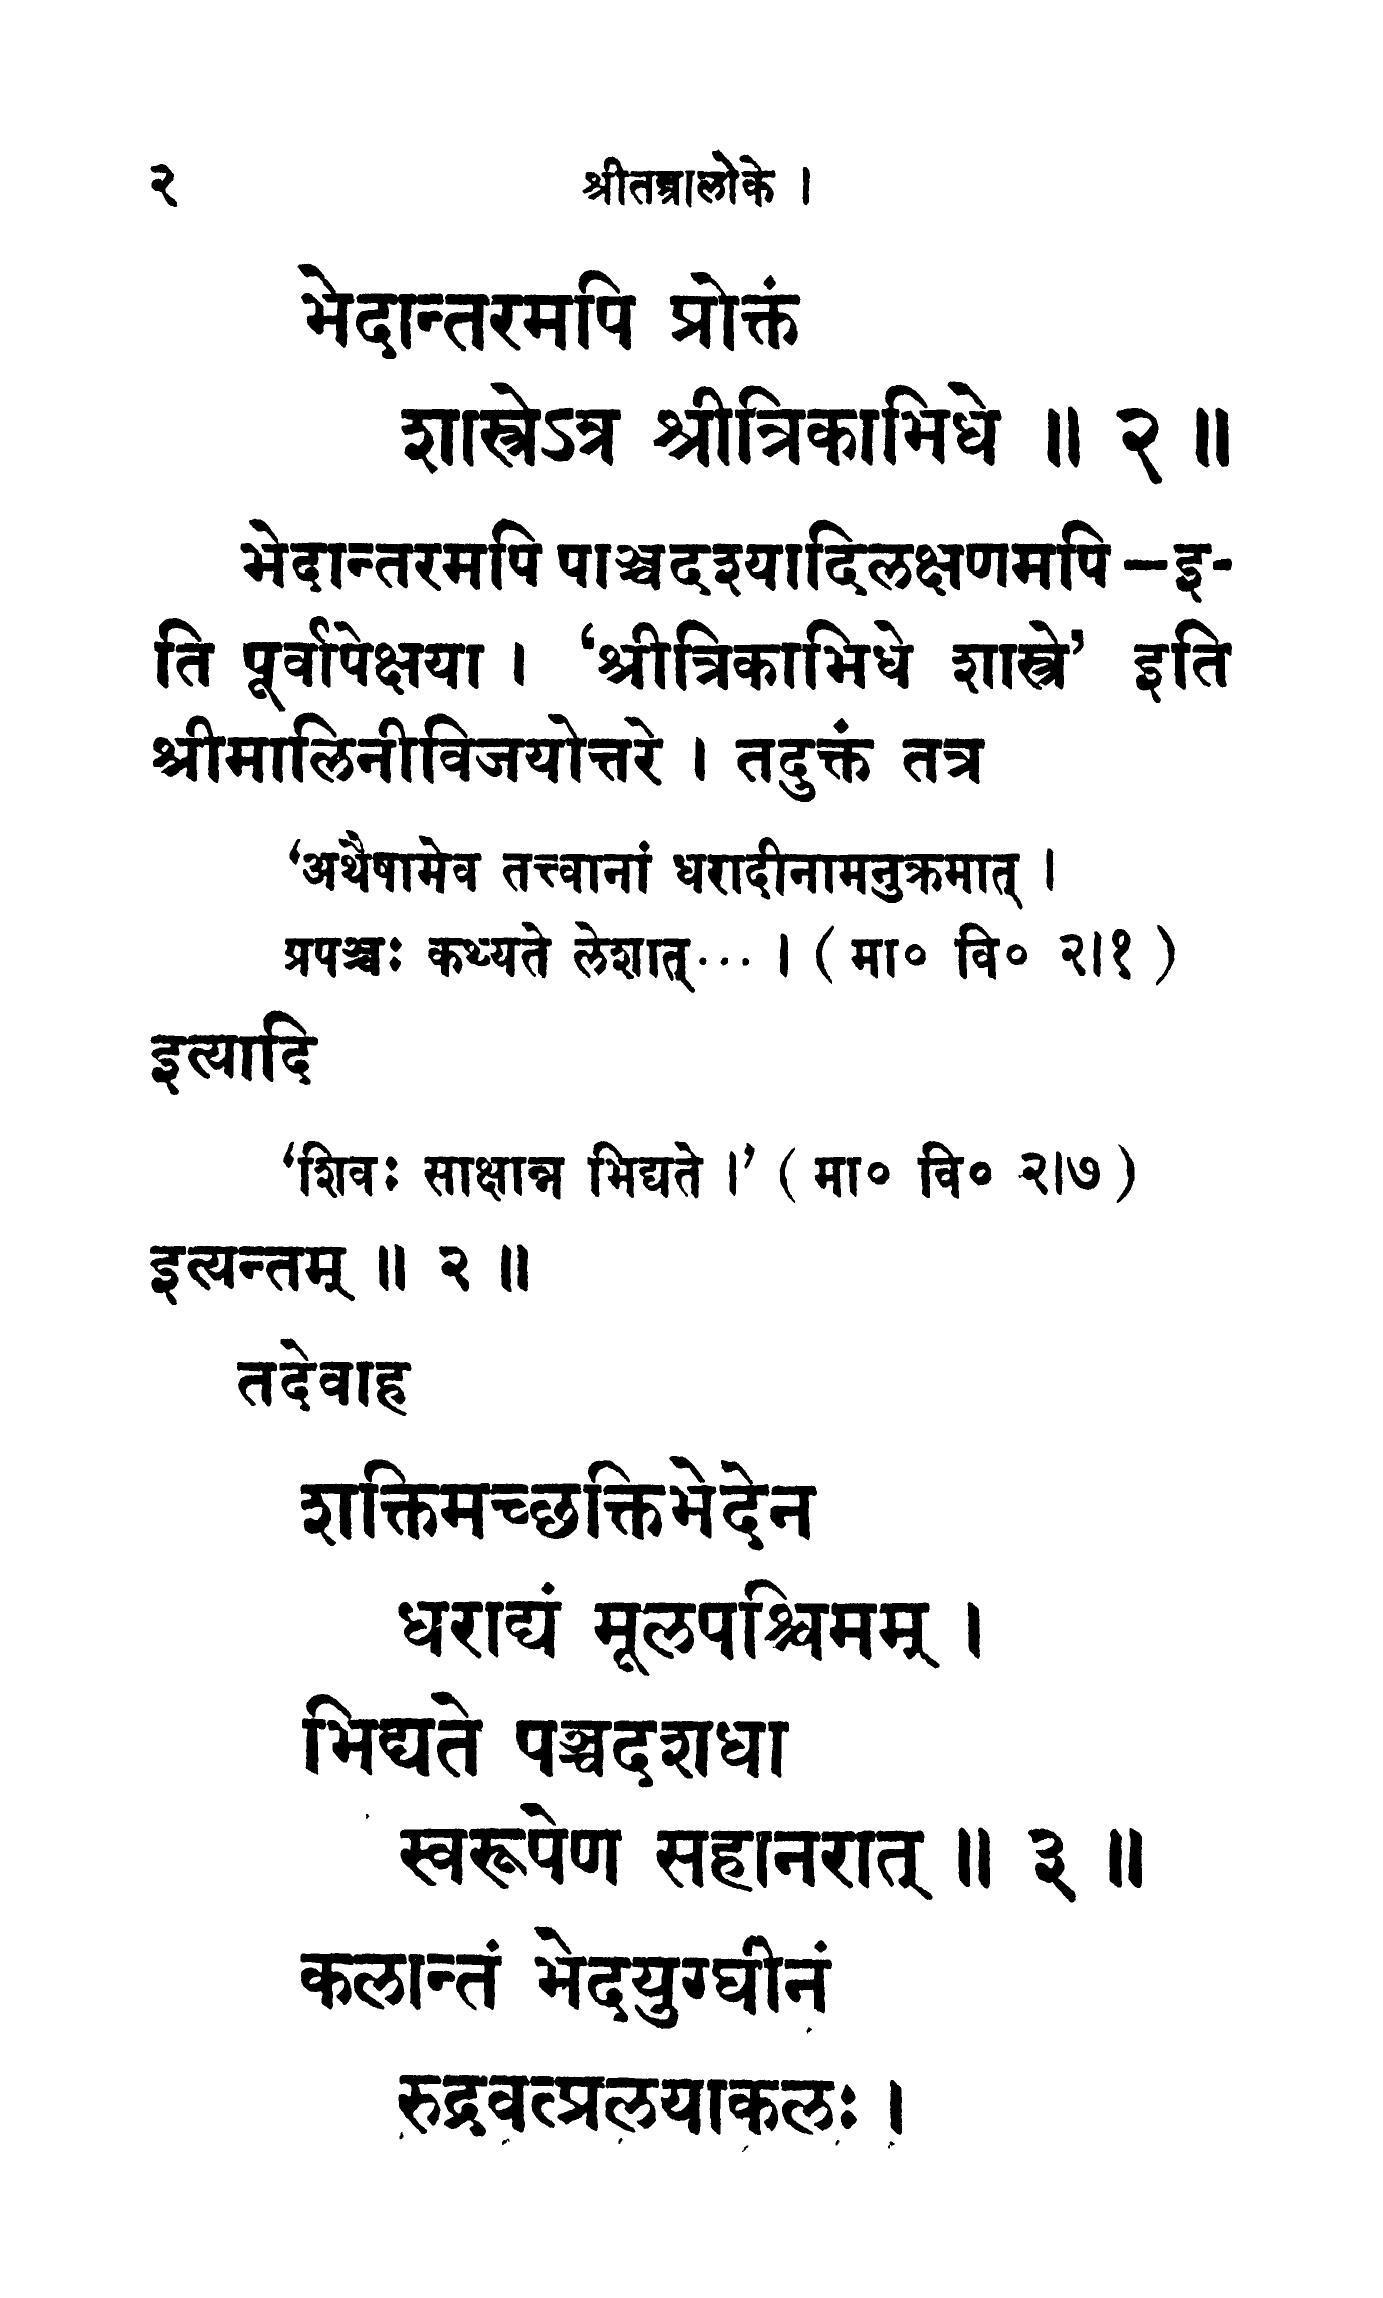 २ श्रीतन्त्रालोके ।
भेदान्तरमपि प्रोक्तं
शास्त्रेऽत्र श्रीत्रिकाभिधे ॥ २ ॥
भेदान्तरमपि पाञ्चदश्यादिलक्षणमपि –इ-
ति पूर्वापेक्षया । ‘श्रीत्रिकाभिधे शास्त्रे’ इति
श्रीमालिनीविजयोत्तरे । तदुक्तं तत्र
‘अथैषामेव तत्त्वानां धरादीनामनुक्रमात् ।
प्रपञ्चः कथ्यते लेशात्... । ( मा० वि० २।१ )
इत्यादि
‘शिवः साक्षान्न भिद्यते ।’ ( मा० वि० २।७ )
इत्यन्तम् ॥ २ ॥
तदेवाह
शक्तिमच्छक्तिभेदेन
धराद्यं मूलपश्चिमम् ।
भिद्यते पञ्चदशधा
स्वरूपेण सहानरात् ॥ ३ ॥
कलान्तं भेदयुग्घीनं
रुद्रवत्प्रलयाकलः ।